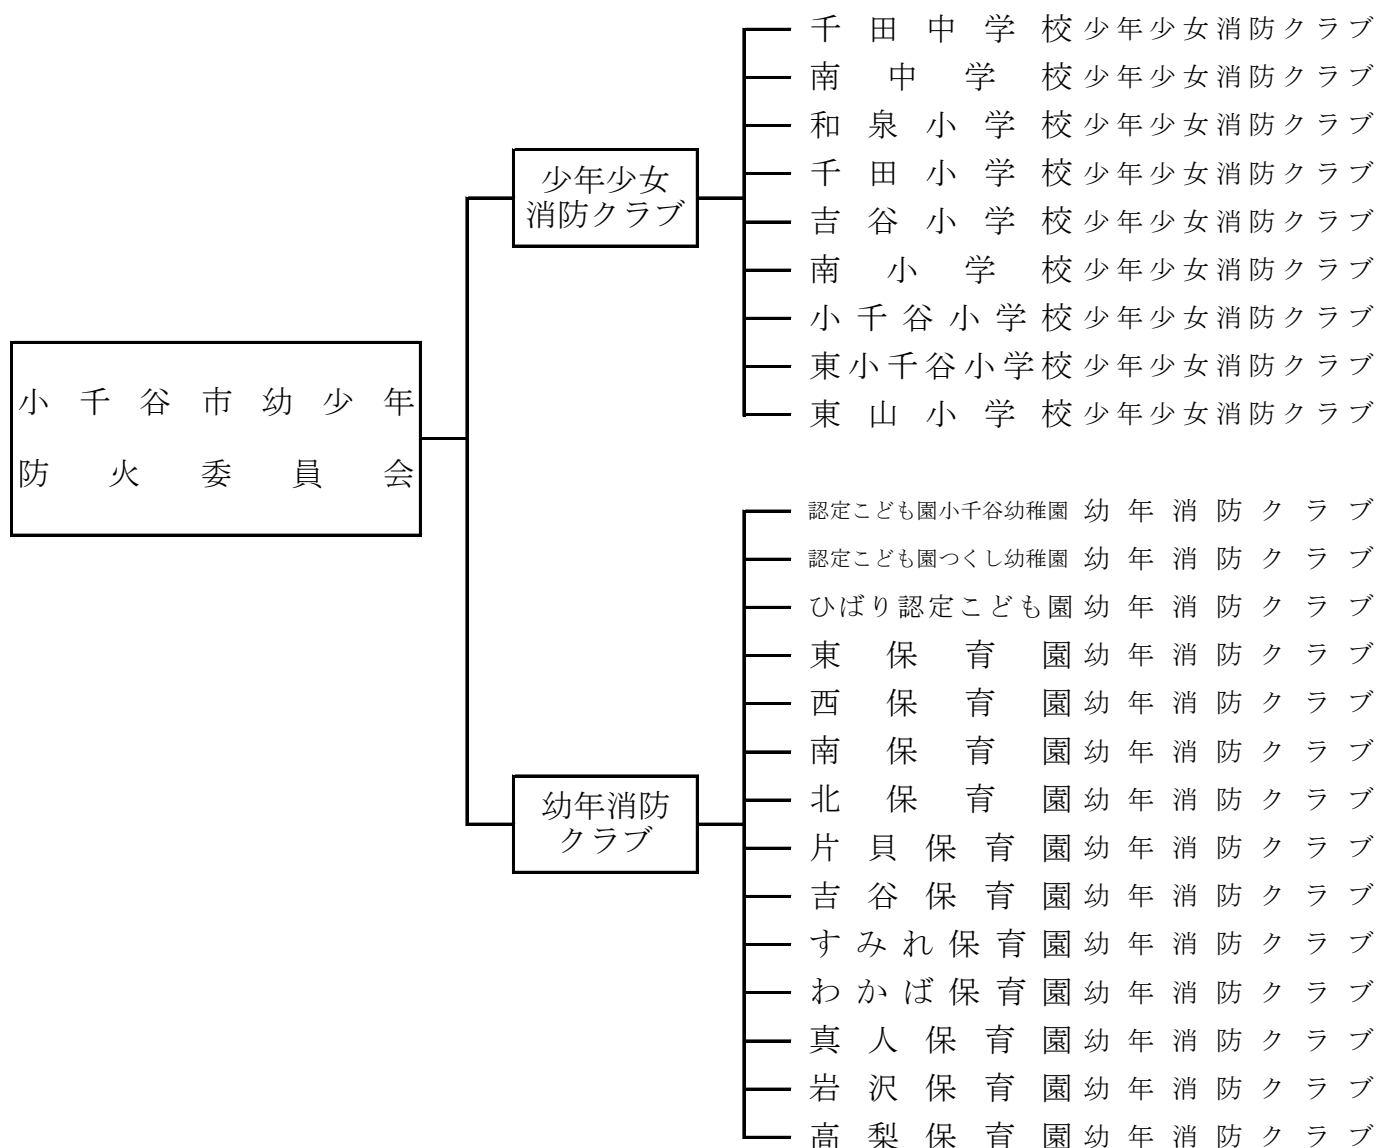 小千谷市幼少年
防火委員会
少年少女
消防クラブ
千田中学校少年少女消防クラブ
南中学校少年少女消防クラブ
和泉小学校少年少女消防クラブ
千田小学校少年少女消防クラブ
吉谷小学校少年少女消防クラブ
南小学校少年少女消防クラブ
小千谷小学校少年少女消防クラブ
東小千谷小学校少年少女消防クラブ
東山小学校少年少女消防クラブ
幼年消防
クラブ
認定こども園小千谷幼稚園 幼年消防クラブ
認定こども園つくし幼稚園 幼年消防クラブ
ひばり認定こども園幼年消防クラブ
東保育園幼年消防クラブ
西保育園幼年消防クラブ
南保育園幼年消防クラブ
北保育園幼年消防クラブ
片貝保育園幼年消防クラブ
吉谷保育園幼年消防クラブ
すみれ保育園幼年消防クラブ
わかば保育園幼年消防クラブ
真人保育園幼年消防クラブ
岩沢保育園幼年消防クラブ
高梨保育園幼年消防クラブ